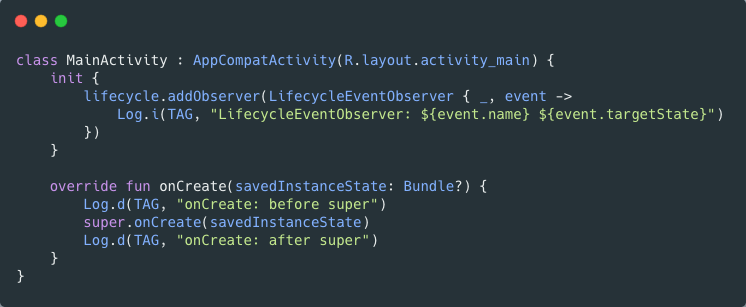 class MainActivity : AppCompatActivity(R.layout.activity_main) {
    init {
        lifecycle.addObserver(LifecycleEventObserver { _, event ->
            Log.i(TAG, "LifecycleEventObserver: ${event.name} ${event.targetState}")
        })
    }

    override fun onCreate(savedInstanceState: Bundle?) {
        Log.d(TAG, "onCreate: before super")
        super.onCreate(savedInstanceState)
        Log.d(TAG, "onCreate: after super")
    }
}